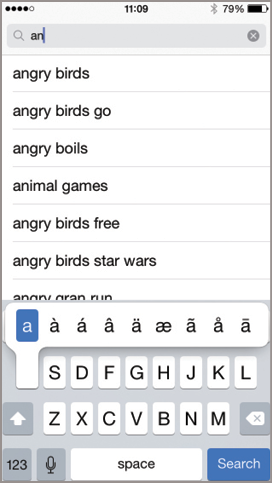 11:09 79%
an
angry birds
angry birds go
angry boils
animal games
angry birds free
angry birds star wars
angry gran run
a à á â ä æ ã å ā
S D F G H J K L
Z X C V B N M
123 space Search